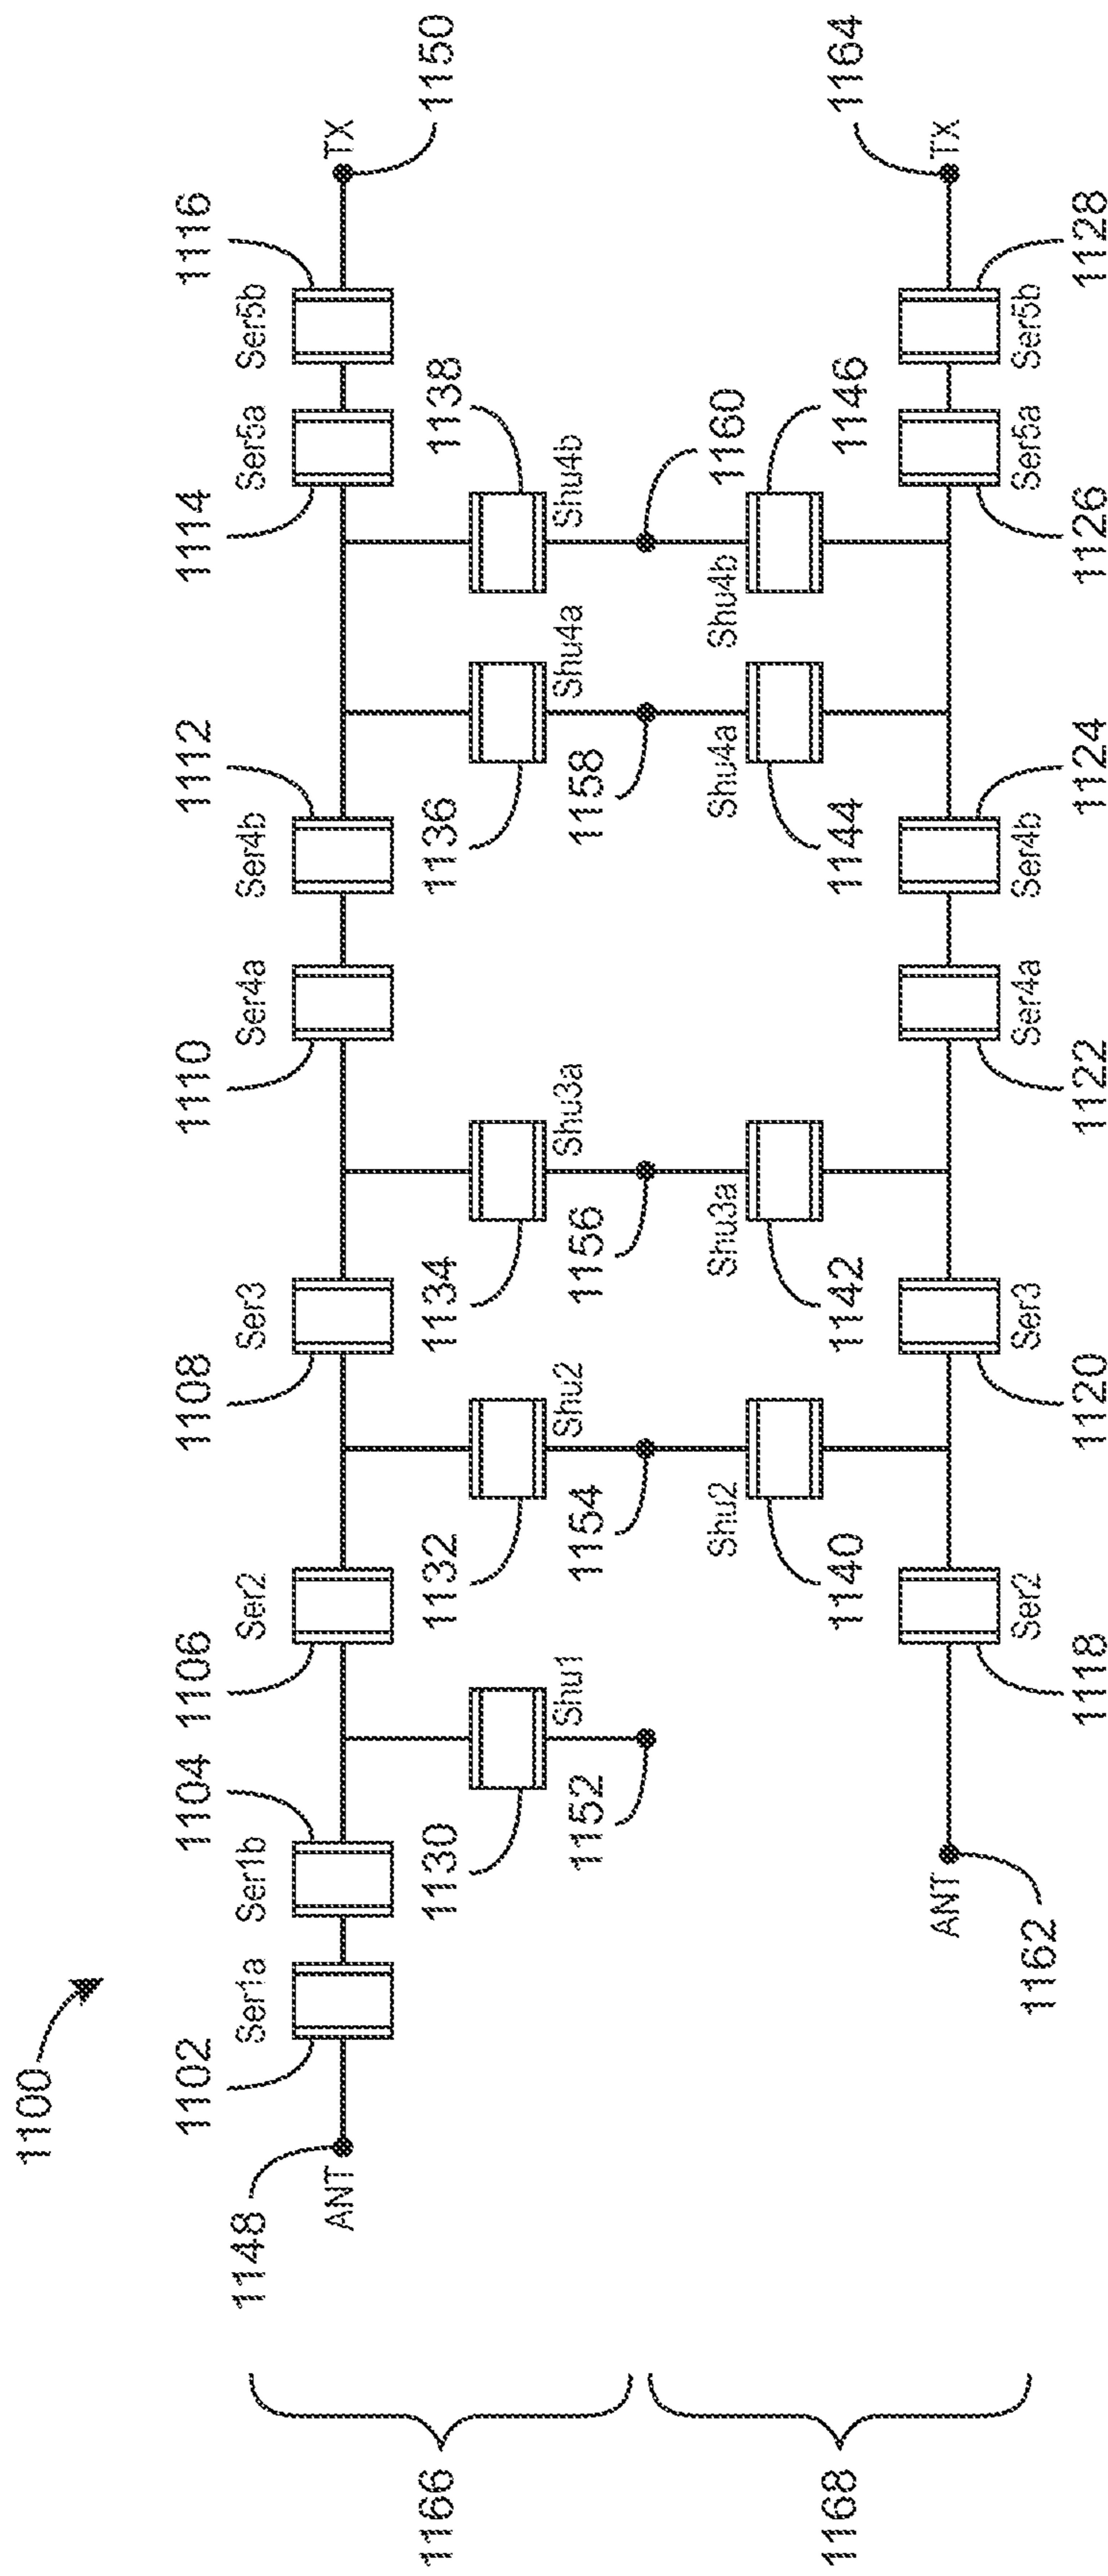 1100
1102
1104
1106
1108
1110
1112
1114
1116
Ser1a
Ser1b
Ser2
Ser3
Ser4a
Ser4b
Ser5a
Ser5b
1148
ANT
TX
1150
1166
1130
1132
1134
1136
1138
Shu1
Shu2
Shu3a
Shu4a
Shu4b
1152
1154
1156
1158
1160
Shu2
Shu3a
Shu4a
Shu4b
1168
1140
1142
1144
1146
1164
ANT
TX
1162
Ser2
Ser3
Ser4a
Ser4b
Ser5a
Ser5b
1118
1120
1122
1124
1126
1128